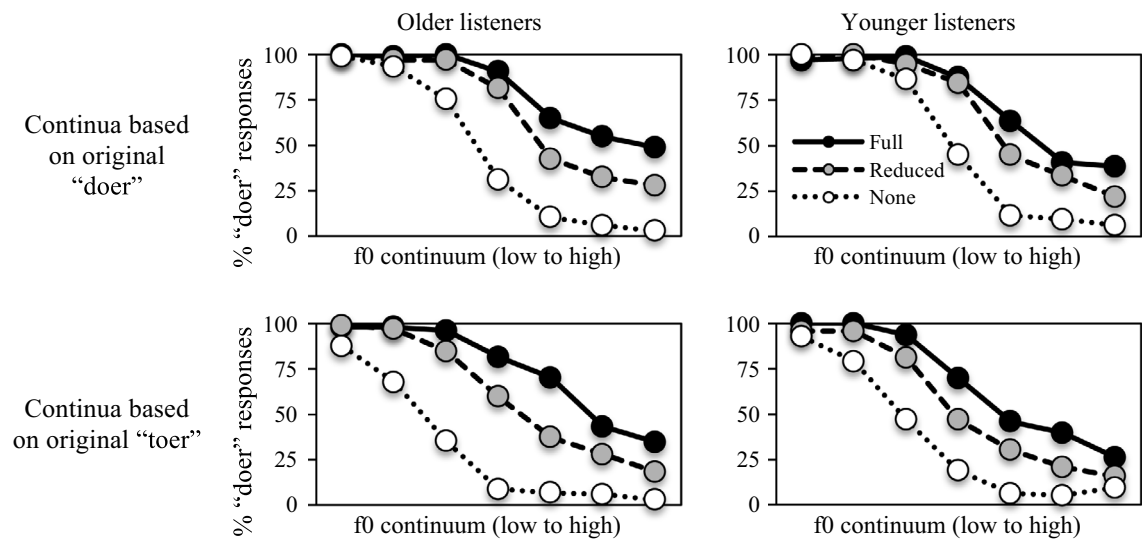 Older listeners
Younger listeners
Continua based
on original
“doer”
% “doer” responses
100
75
50
25
0
f0 continuum (low to high)
Full
Reduced
None
% “doer” responses
100
75
50
25
0
f0 continuum (low to high)
Continua based
on original “toer”
% “doer” responses
100
75
50
25
0
f0 continuum (low to high)
100
75
50
25
0
f0 continuum (low to high)